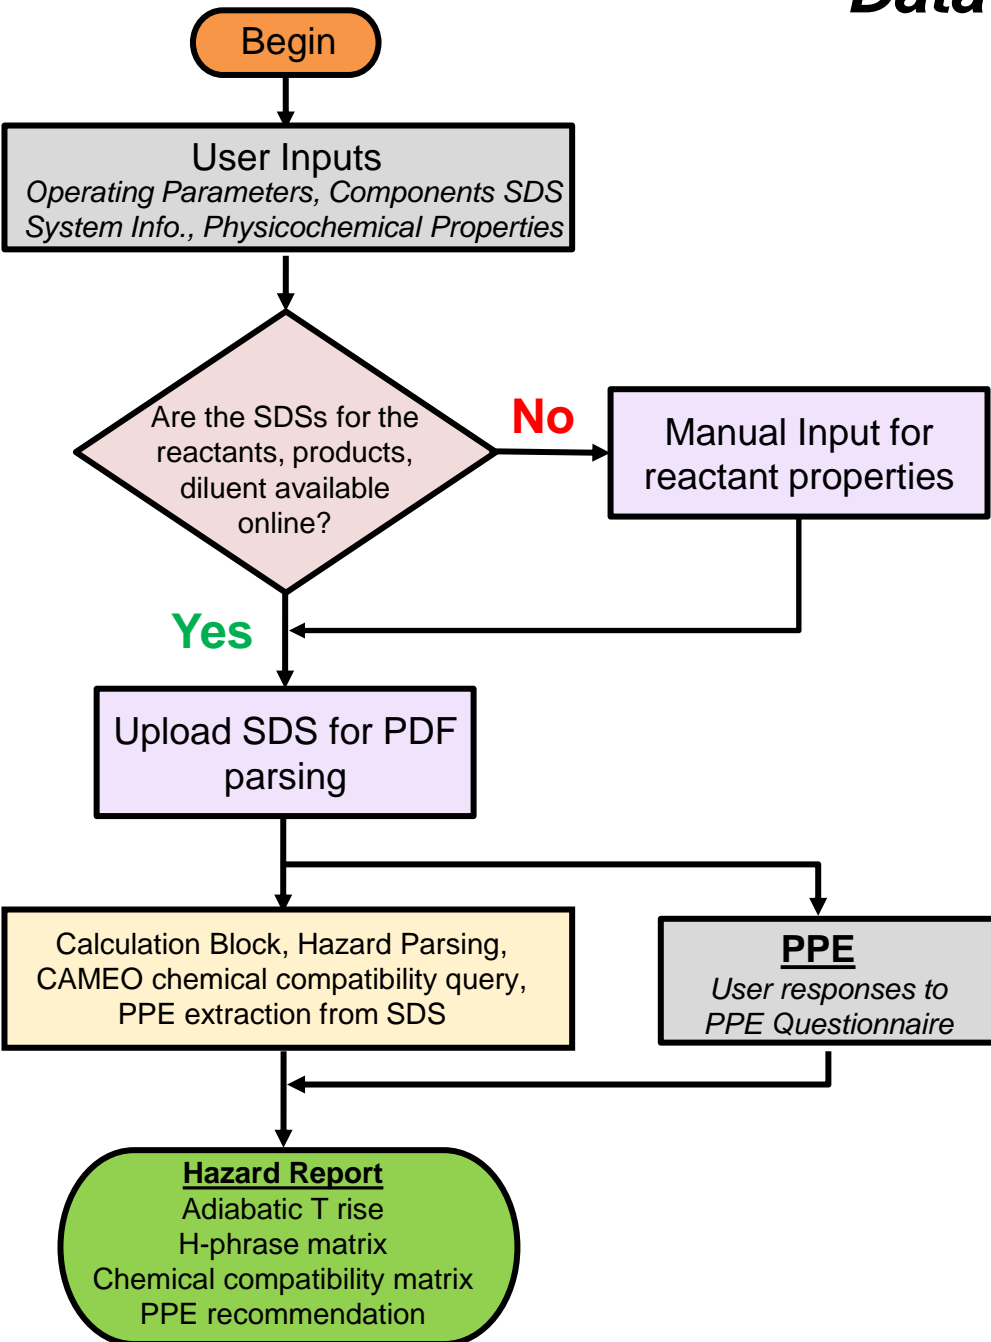 Data
Begin
User Inputs
Operating Parameters, Components SDS
System Info., Physicochemical Properties
Are the SDSs for the
reactants, products,
diluent available
online?
No
Manual Input for
reactant properties
Yes
Upload SDS for PDF
parsing
Calculation Block, Hazard Parsing,
CAMEO chemical compatibility query,
PPE extraction from SDS
PPE
User responses to
PPE Questionnaire
Hazard Report
Adiabatic T rise
H-phrase matrix
Chemical compatibility matrix
PPE recommendation